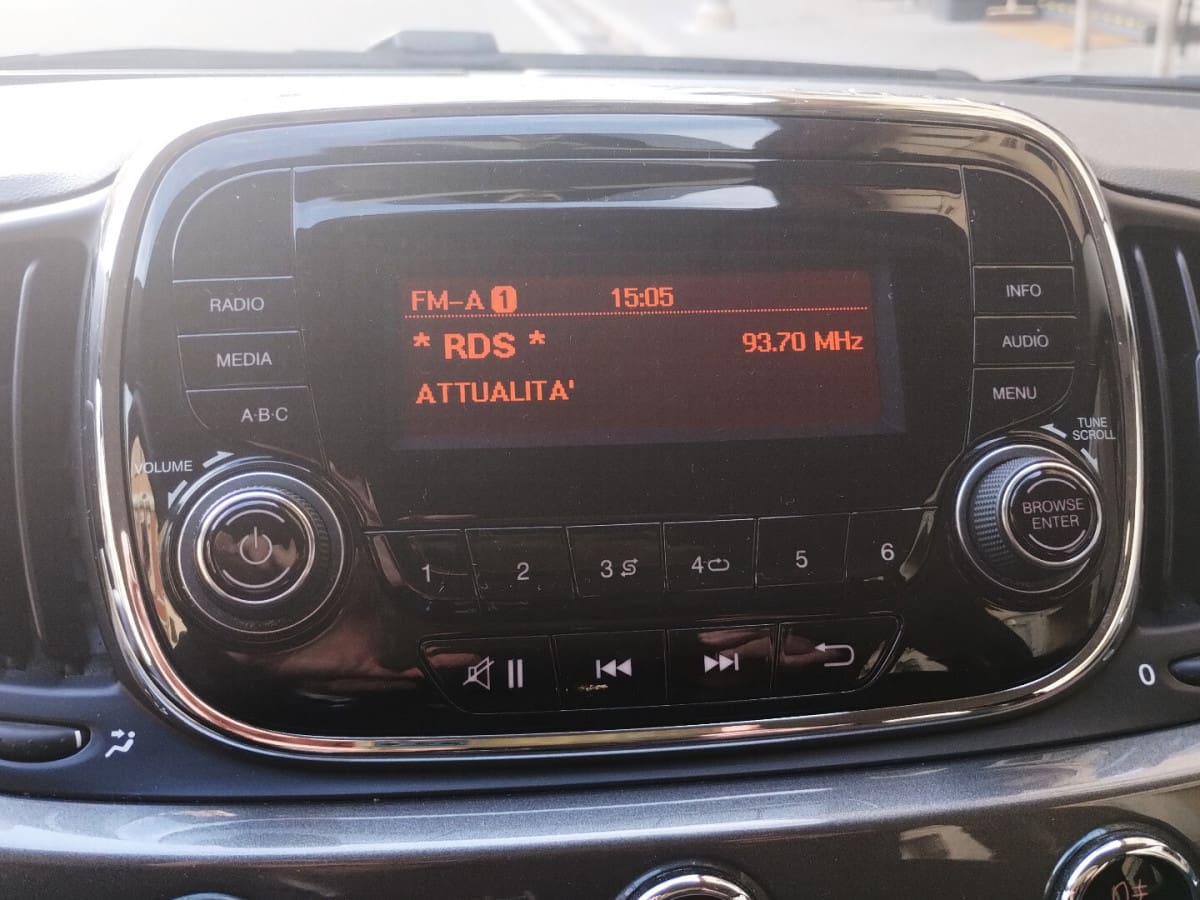 FM-A 1 15:05
* RDS * 93.70 MHz
ATTUALITA'
RADIO
MEDIA
A·B·C
INFO
AUDIO
MENU
VOLUME
TUNE
SCROLL
BROWSE
ENTER
1 2 3 4 5 6
0